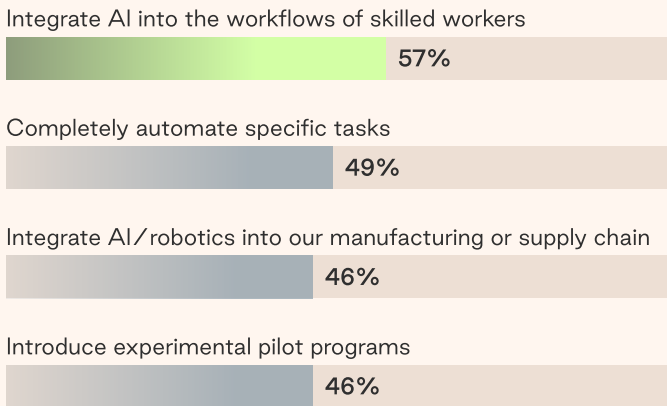 Integrate AI into the workflows of skilled workers
57%
Completely automate specific tasks
49%
Integrate AI/robotics into our manufacturing or supply chain
46%
Introduce experimental pilot programs
46%